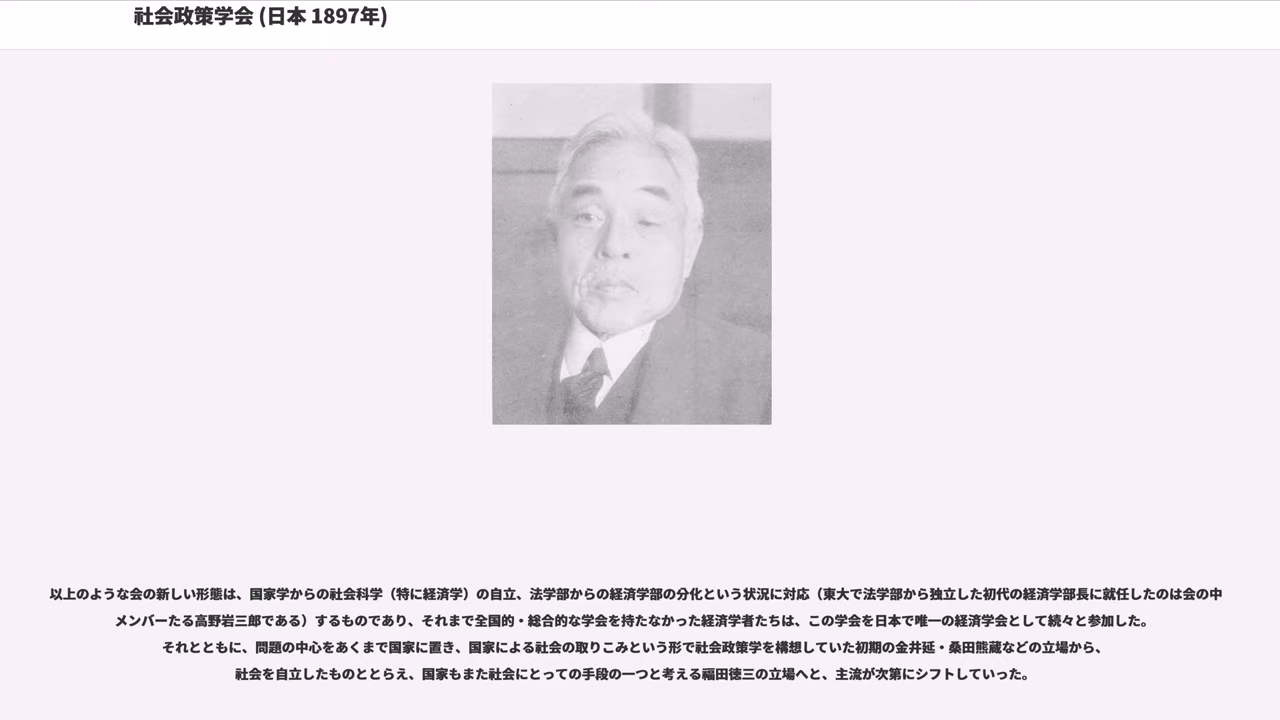 社会政策学会 (日本 1897年)
以上のような会の新しい形態は、国家学からの社会科学（特に経済学）の自立、法学部からの経済学部の分化という状況に対応（東大で法学部から独立した初代の経済学部長に就任したのは会の中
メンバーたる高野岩三郎である）するものであり、それまで全国的・総合的な学会を持たなかった経済学者たちは、この学会を日本で唯一の経済学会として続々と参加した。
それとともに、問題の中心をあくまで国家に置き、国家による社会の取りこみという形で社会政策学を構想していた初期の金井延・桑田熊蔵などの立場から、
社会を自立したものととらえ、国家もまた社会にとっての手段の一つと考える福田徳三の立場へと、主流が次第にシフトしていった。